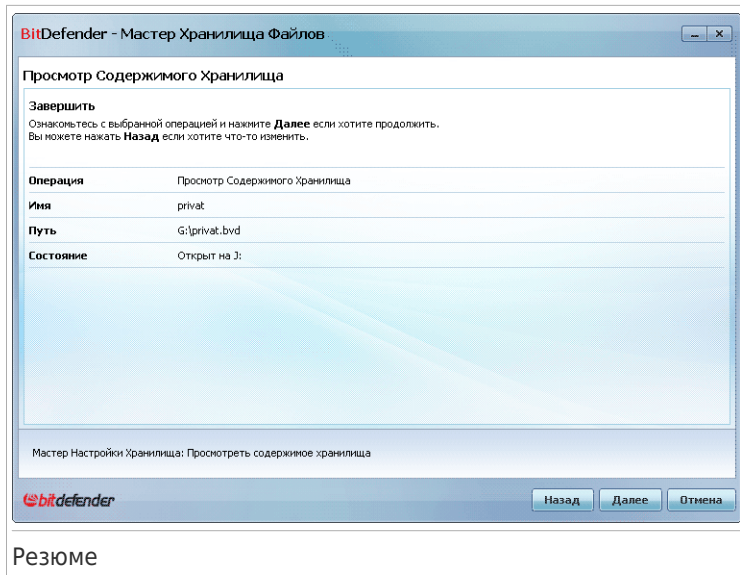 BitDefender - Мастер Хранилища Файлов
Просмотр Содержимого Хранилища
Завершить
Ознакомьтесь с выбранной операцией и нажмите Далее если хотите продолжить.
Вы можете нажать Назад если хотите что-то изменить.
Операция Просмотр Содержимого Хранилища
Имя privat
Путь G:\privat.bvd
Состояние Открыт на J:
Мастер Настройки Хранилища: Просмотреть содержимое хранилища
bitdefender Назад Далее Отмена
Резюме